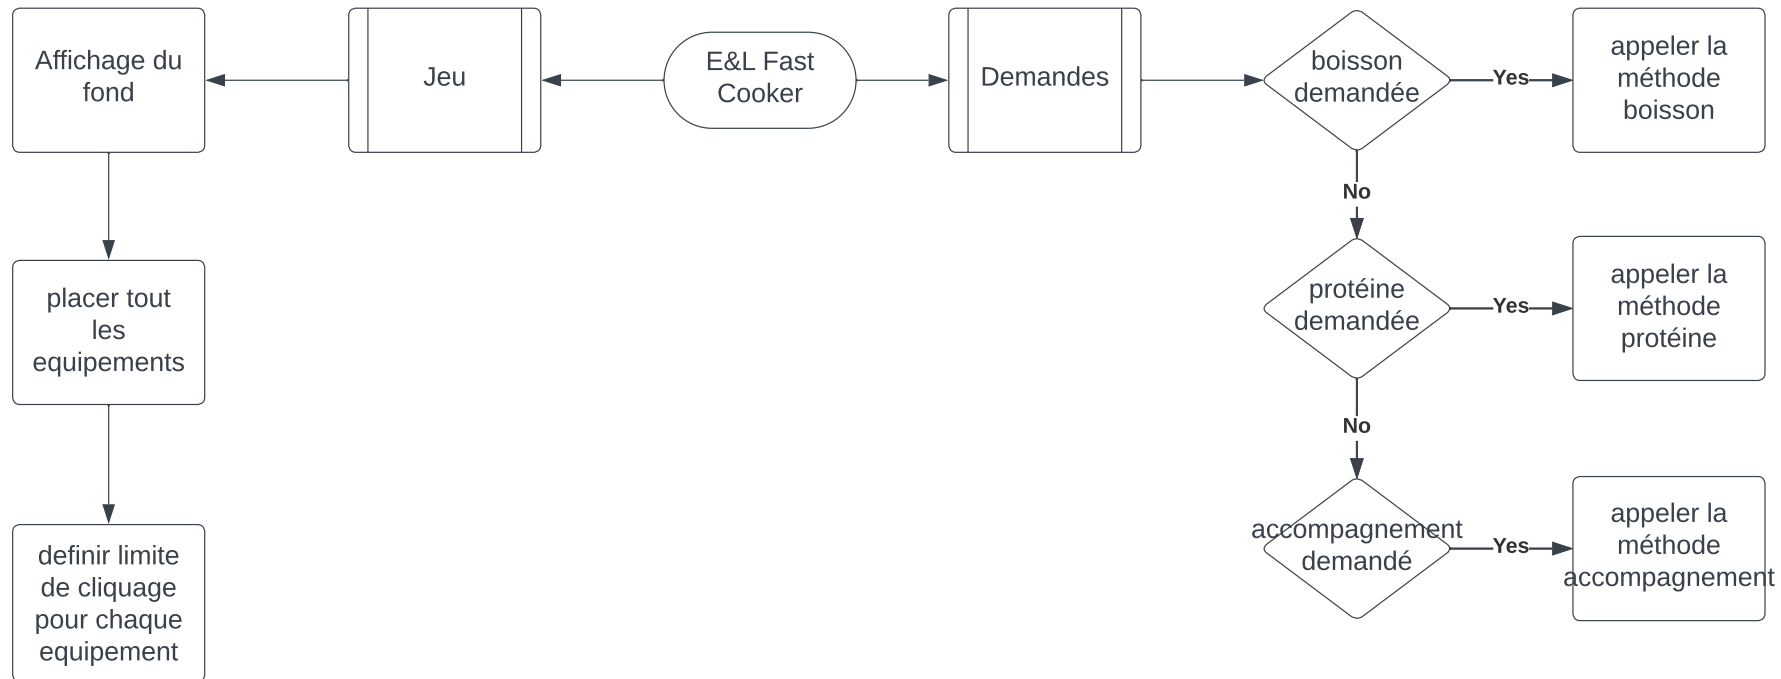 Affichage du
fond
Jeu
E&L Fast
Cooker
Demandes
boisson
demandée
Yes
appeler la
méthode
boisson
No
placer tout
les
equipements
protéine
demandée
Yes
appeler la
méthode
protéine
No
definir limite
de cliquage
pour chaque
equipement
accompagnement
demandé
Yes
appeler la
méthode
accompagnement